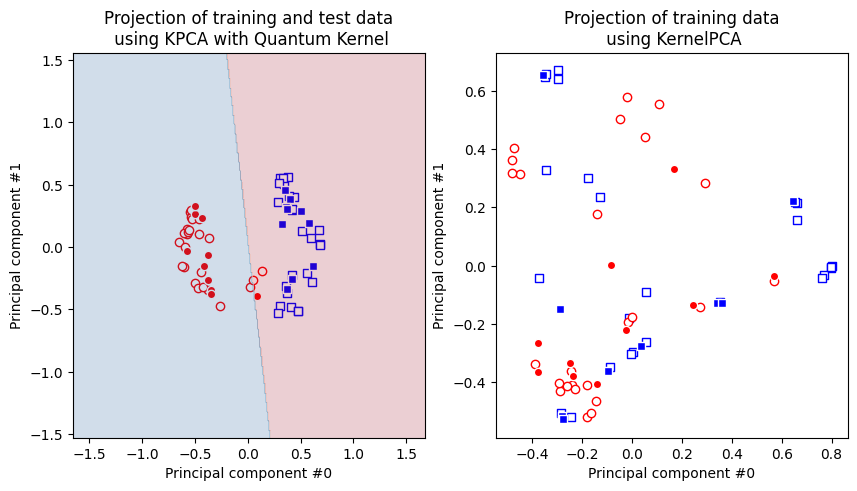 Projection of training and test data
using KPCA with Quantum Kernel
Principal component #1
1.5
1.0
0.5
0.0
−0.5
−1.0
−1.5
−1.5 −1.0 −0.5 0.0 0.5 1.0 1.5
Principal component #0
Projection of training data
using KernelPCA
Principal component #1
0.6
0.4
0.2
0.0
−0.2
−0.4
−0.4 −0.2 0.0 0.2 0.4 0.6 0.8
Principal component #0